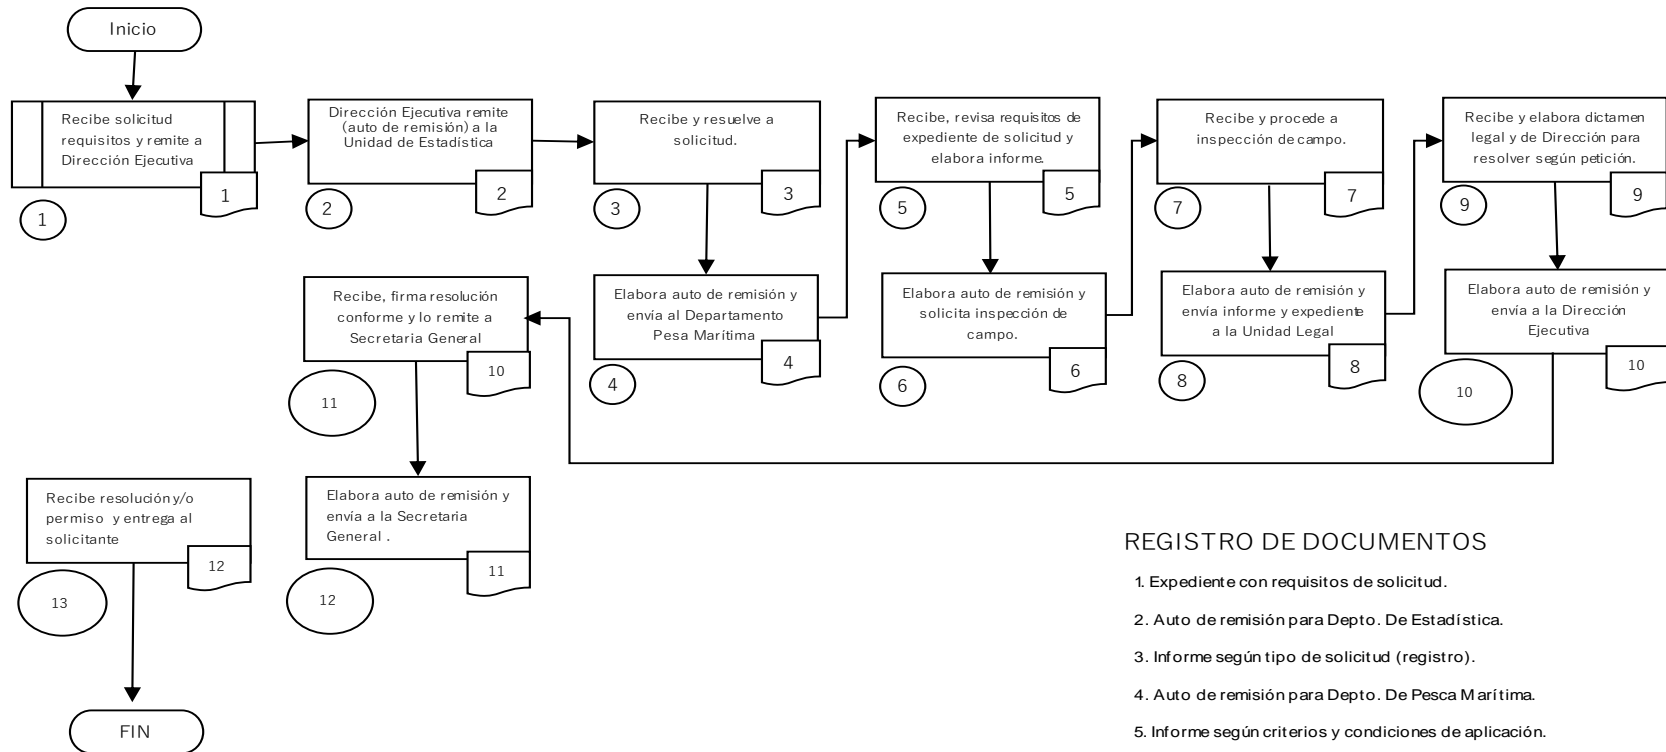 Inicio
Recibe solicitud
requisitos y remite a
Dirección Ejecutiva
1
1
Dirección Ejecutiva remite
(auto de remisión) a la
Unidad de Estadística
2
2
Recibe y resuelve a
solicitud.
3
3
Elabora auto de remisión y
envía al Departamento
Pesa Marítima
4
4
Recibe, revisa requisitos de
expediente de solicitud y
elabora informe.
5
5
Elabora auto de remisión y
solicita inspección de
campo.
6
6
Recibe y procede a
inspección de campo.
7
7
Elabora auto de remisión y
envía informe y expediente
a la Unidad Legal
8
8
Recibe y elabora dictamen
legal y de Dirección para
resolver según petición.
9
9
Elabora auto de remisión y
envía a la Dirección
Ejecutiva
10
10
Recibe, firma resolución
conforme y lo remite a
Secretaria General
10
11
Elabora auto de remisión y
envía a la Secretaria
General .
11
12
Recibe resolución y/o
permiso y entrega al
solicitante
12
13
FIN
REGISTRO DE DOCUMENTOS
1. Expediente con requisitos de solicitud.
2. Auto de remisión para Depto. De Estadística.
3. Informe según tipo de solicitud (registro).
4. Auto de remisión para Depto. De Pesca Marítima.
5. Informe según criterios y condiciones de aplicación.